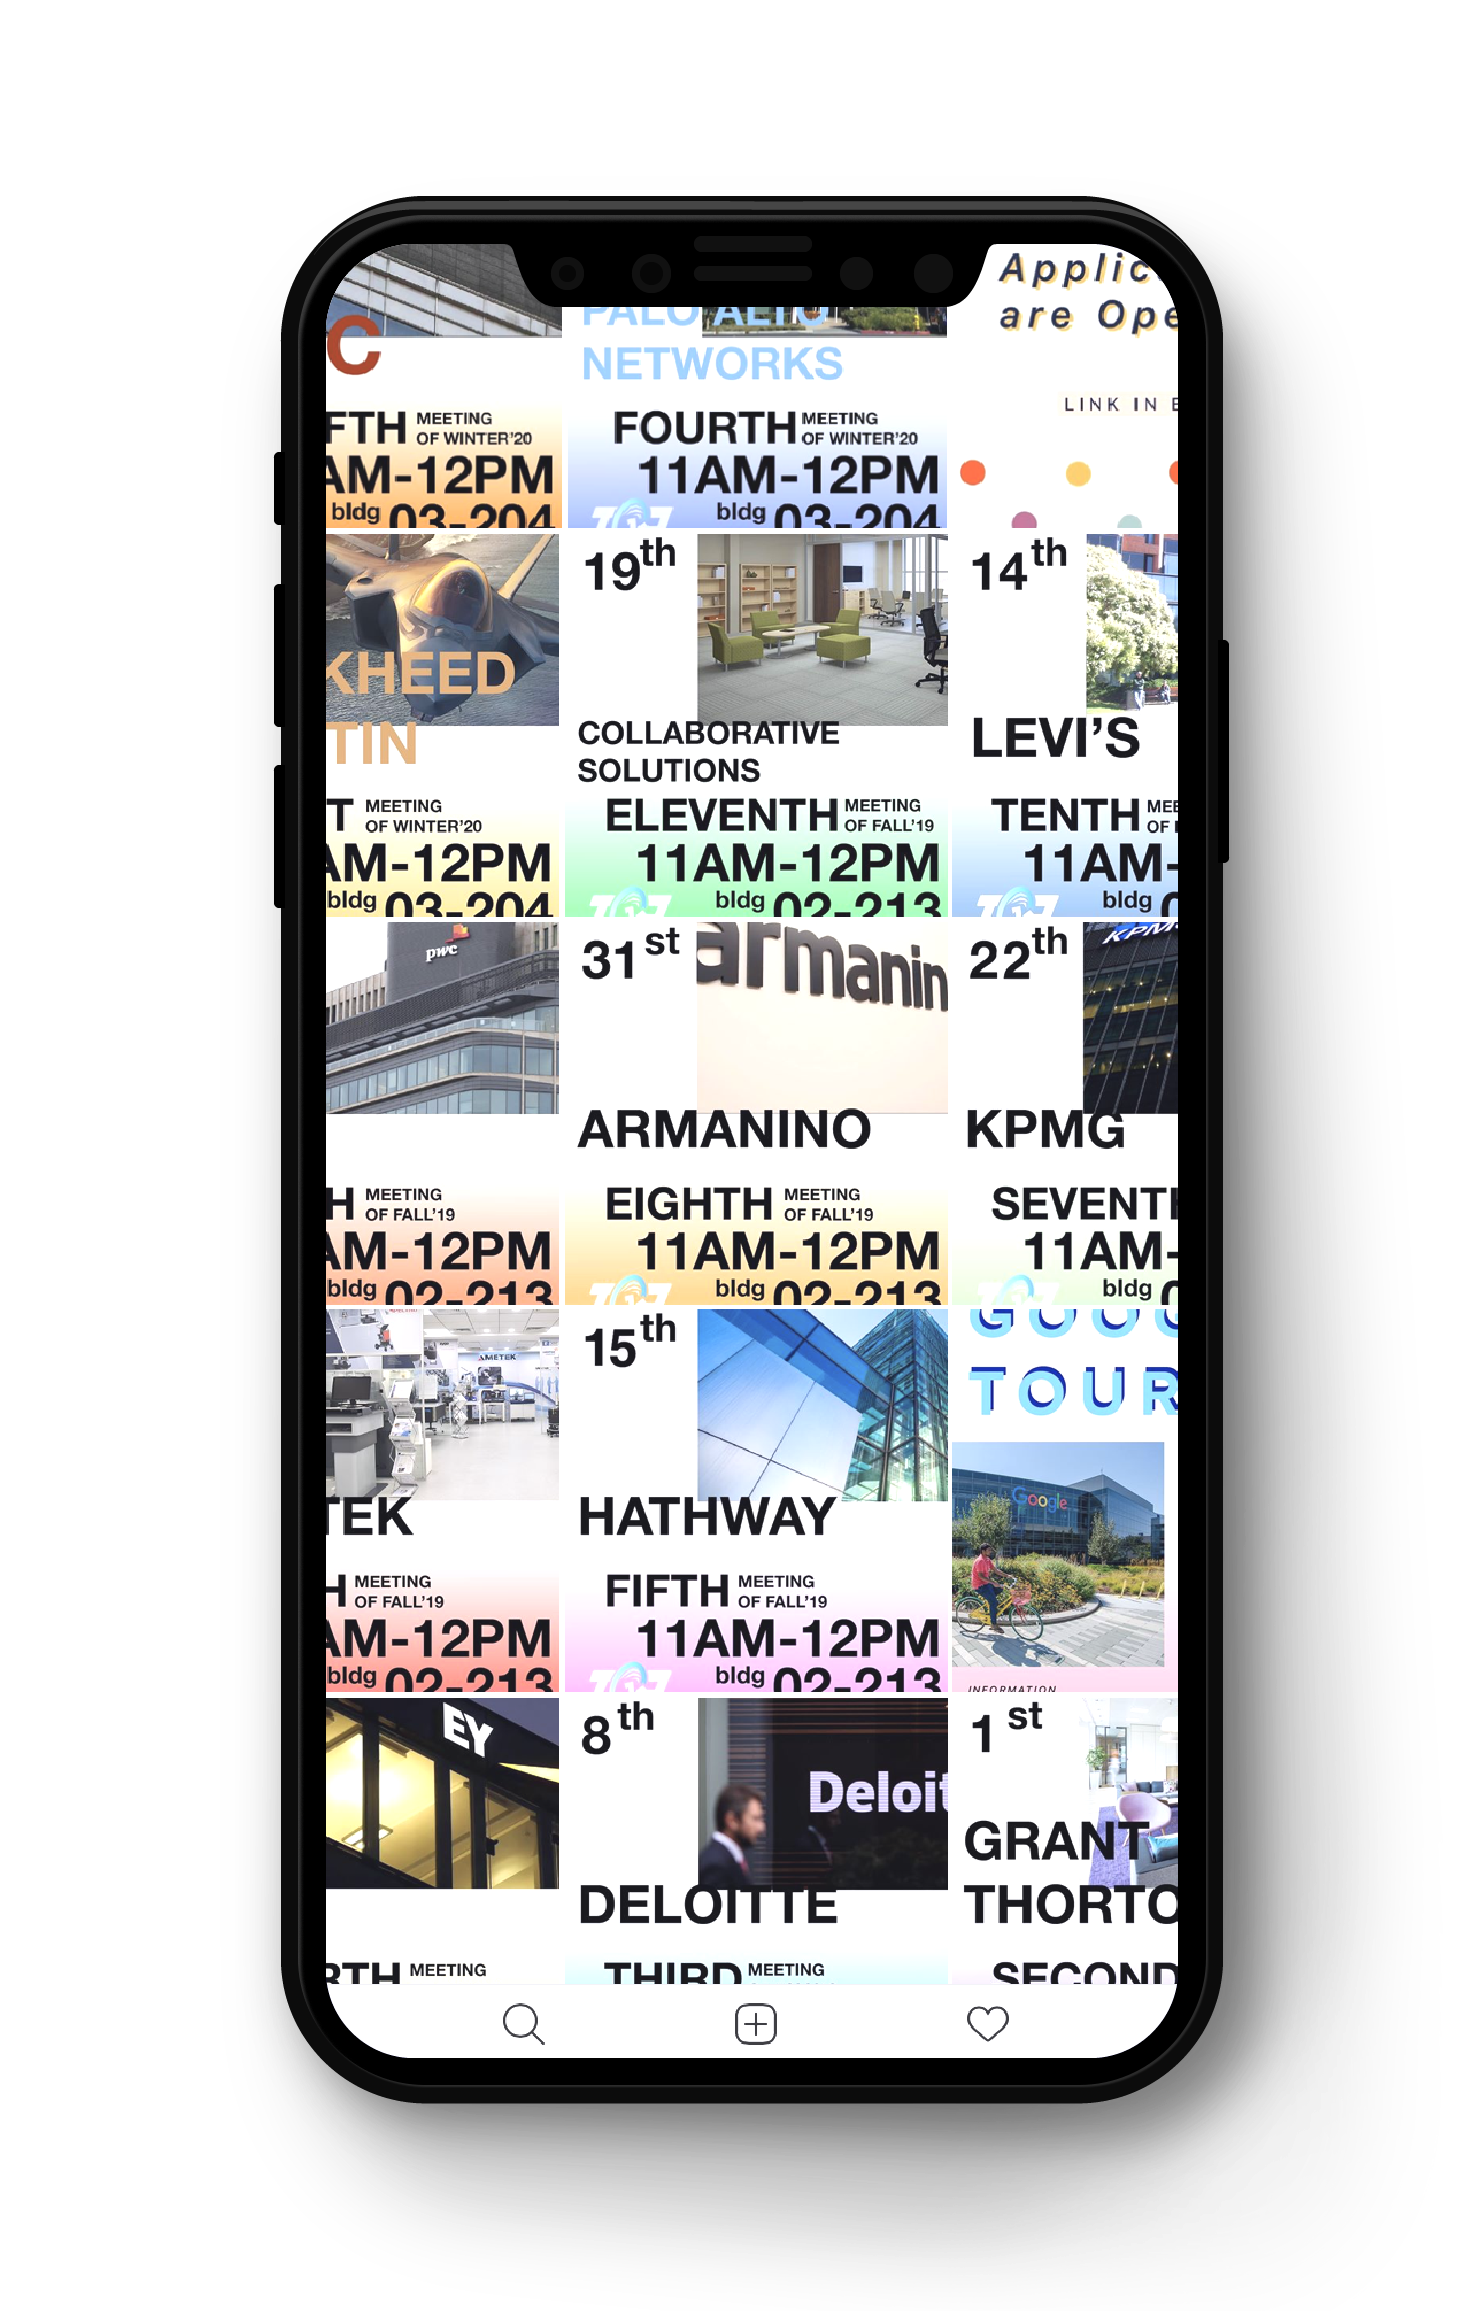 Applic
are Ope
LINK IN
C
FTH MEETING
OF WINTER'20
AM-12PM
bldg 03-204
PALO ALTO
NETWORKS
FOURTH MEETING
OF WINTER'20
11AM-12PM
bldg 03-204
KHEED
TIN
T MEETING
OF WINTER'20
AM-12PM
bldg 03-204
19th
COLLABORATIVE
SOLUTIONS
ELEVENTH MEETING
OF FALL'19
11AM-12PM
bldg 02-213
14th
LEVI'S
TENTH MEE
OF
11AM-
bldg 0
pwc
H MEETING
OF FALL'19
AM-12PM
bldg 02-213
31st
armanin
ARMANINO
EIGHTH MEETING
OF FALL'19
11AM-12PM
bldg 02-213
22th
KPMG
KPMG
SEVENTH
11AM-
bldg 0
AMETEK
TEK
H MEETING
OF FALL'19
AM-12PM
bldg 02-213
15th
HATHWAY
FIFTH MEETING
OF FALL'19
11AM-12PM
bldg 02-213
GOOG
TOUR
Google
INFORMATION
EY
RTH MEETING
8th
Deloit
DELOITTE
THIRD MEETING
1st
GRANT
THORTO
SECOND